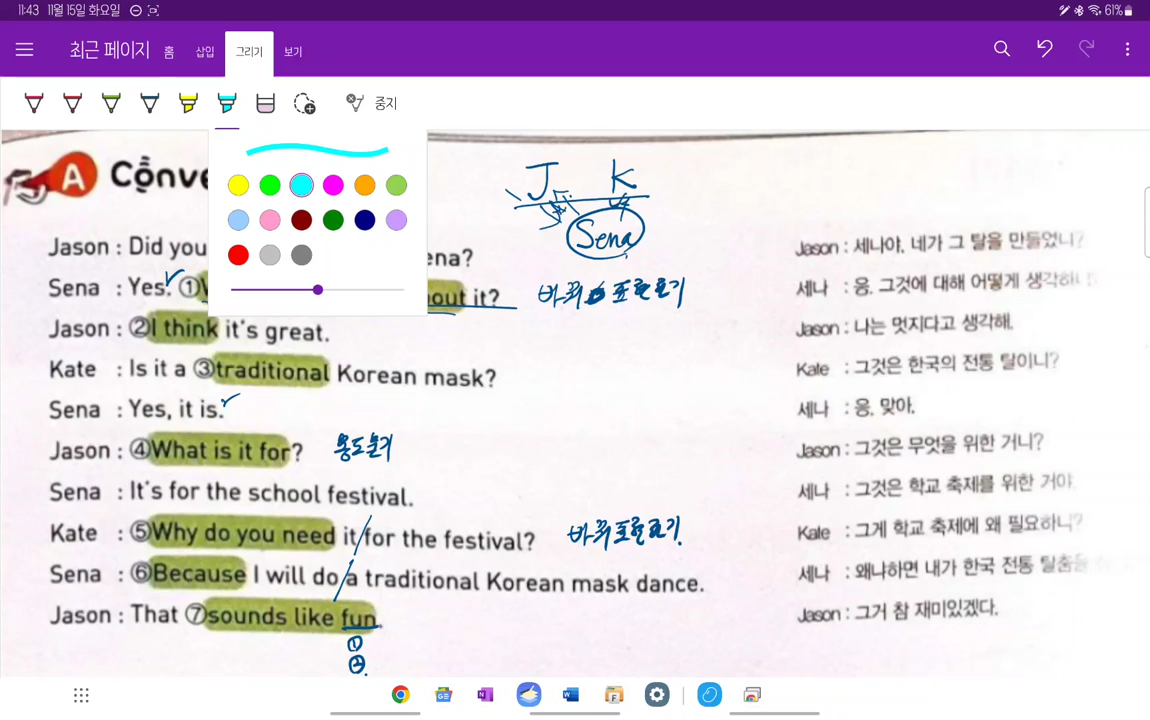 11:43 11월 15일 화요일
61%
최근 페이지 홈 삽입 그리기 보기
중지
A Conve
J K
Sena
Jason : Did you ena?
Sena : Yes. ① out it?
바꿔 표현 쓰기
Jason : ②I think it's great.
Kate : Is it a ③traditional Korean mask?
Sena : Yes, it is.
Jason : ④What is it for? 용도 묻기
Sena : It's for the school festival.
Kate : ⑤Why do you need it for the festival?
Sena : ⑥Because I will do a traditional Korean mask dance.
Jason : That ⑦sounds like fun.
①
②
Jason : 세나야, 네가 그 탈을 만들었니?
세나 : 응. 그것에 대해 어떻게 생각하니?
Jason : 나는 멋지다고 생각해.
Kate : 그것은 한국의 전통 탈이니?
세나 : 응, 맞아.
Jason : 그것은 무엇을 위한 거니?
세나 : 그것은 학교 축제를 위한 거야
Kate : 그게 학교 축제에 왜 필요하니?
세나 : 왜냐하면 내가 한국 전통 탈춤을
Jason : 그거 참 재미있겠다.